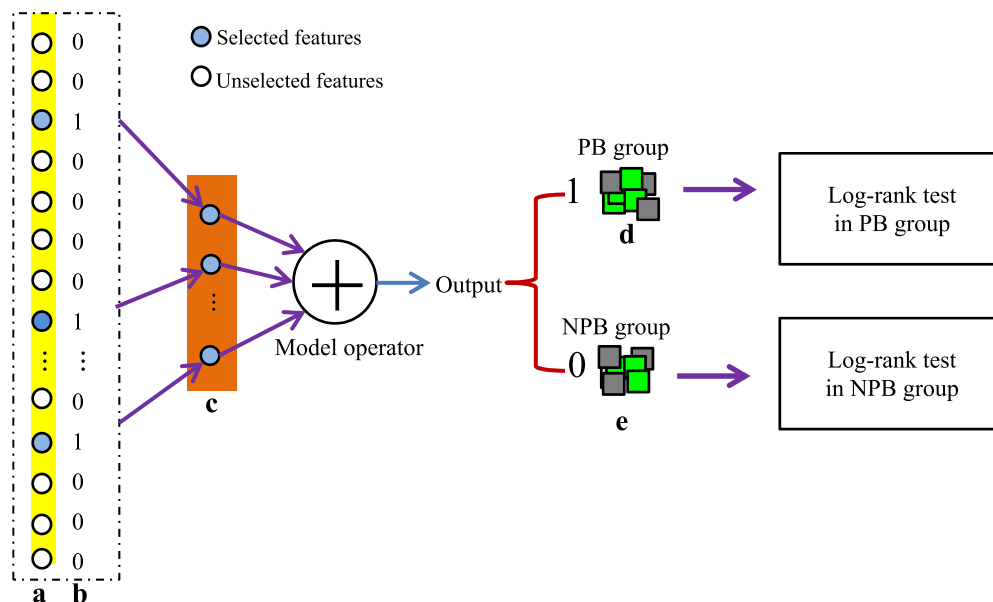 0
0
1
0
0
0
0
1
...
...
0
1
0
0
0
a
b
Selected features
Unselected features
...
c
Model operator
Output
1
PB group
d
0
NPB group
e
Log-rank test
in PB group
Log-rank test
in NPB group